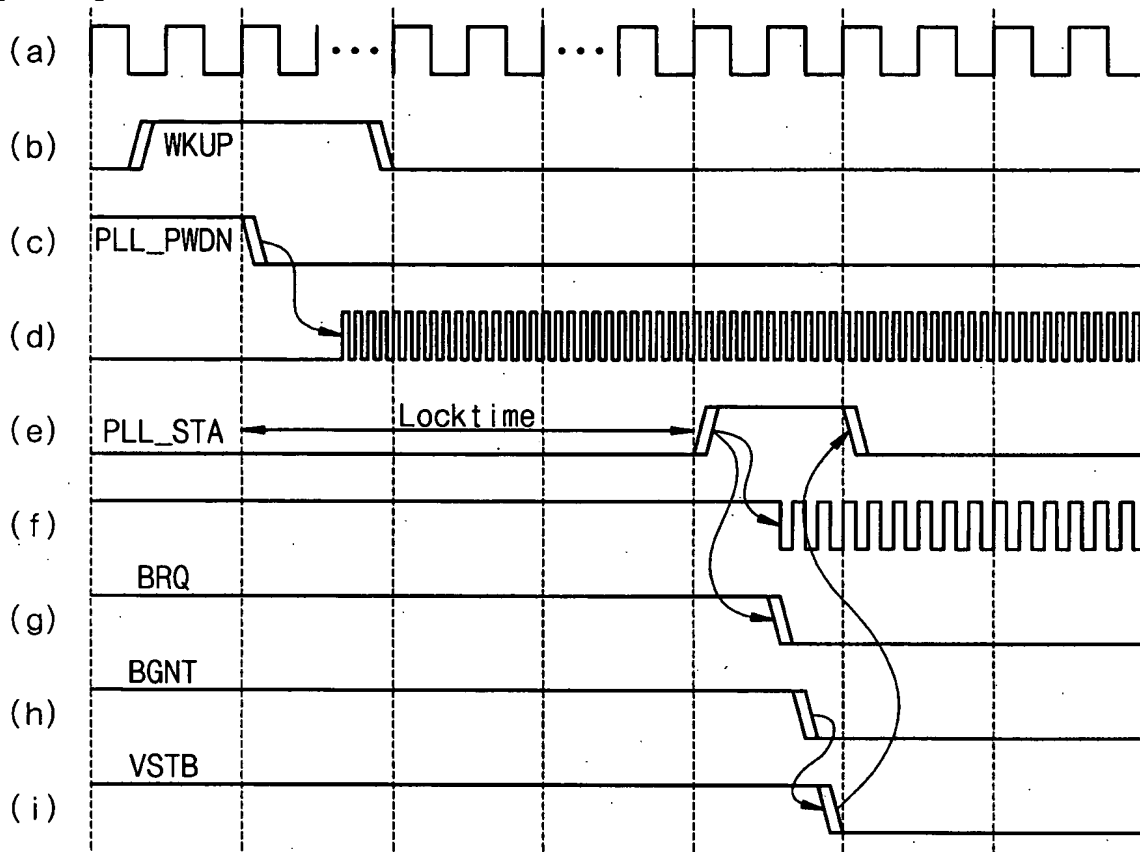 (a)
(b) WKUP
(c) PLL_PWDN
(d)
(e) PLL_STA Locktime
(f)
BRQ
(g)
BGNT
(h)
VSTB
(i)